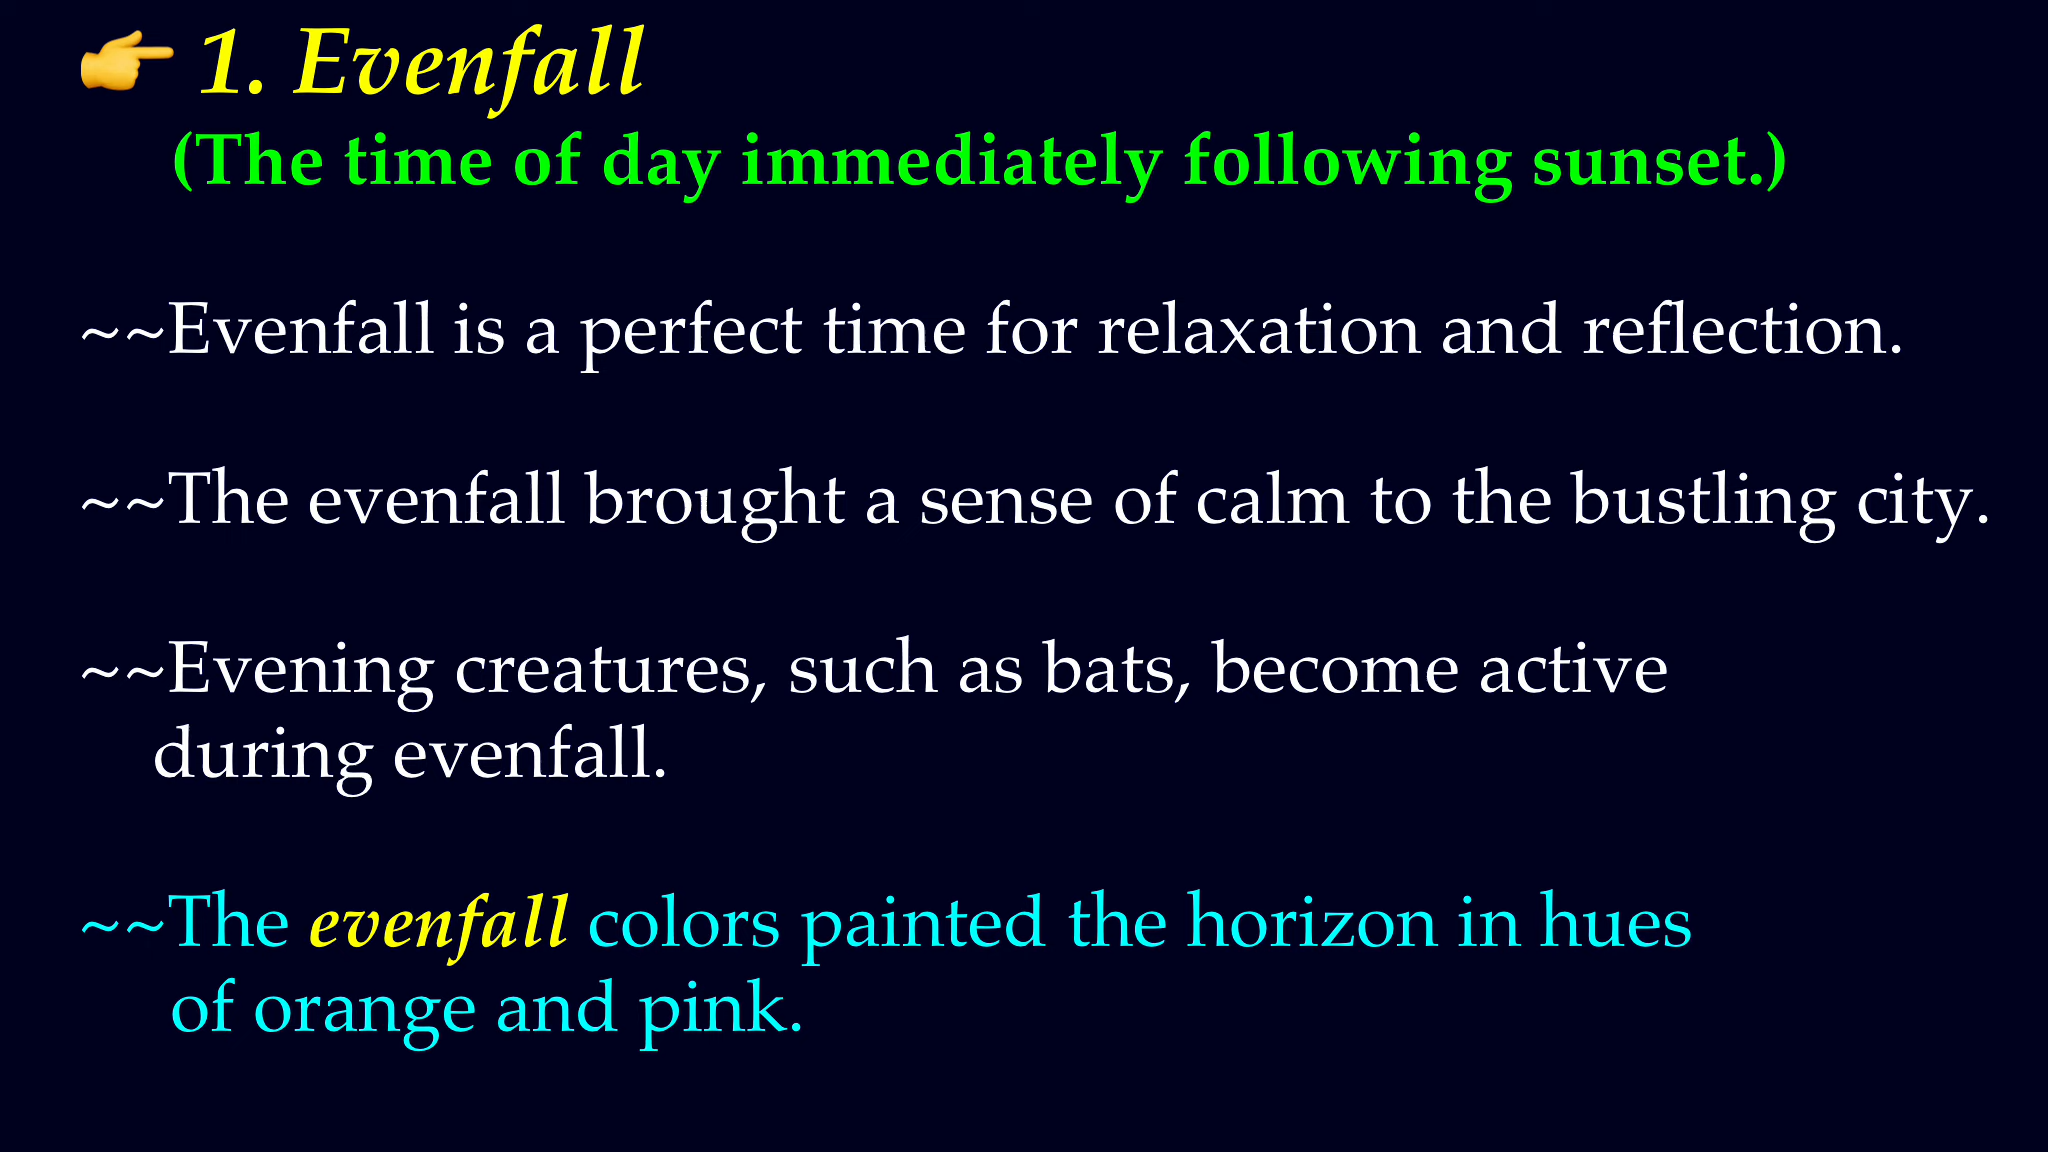 👉 1. Evenfall
(The time of day immediately following sunset.)
~~Evenfall is a perfect time for relaxation and reflection.
~~The evenfall brought a sense of calm to the bustling city.
~~Evening creatures, such as bats, become active
during evenfall.
~~The evenfall colors painted the horizon in hues
of orange and pink.